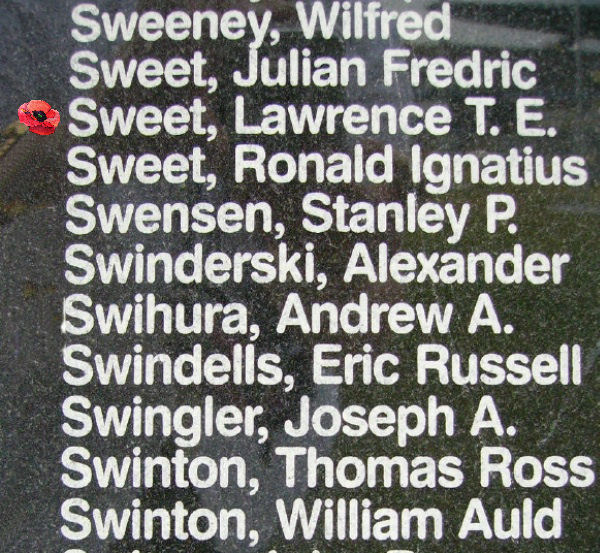 Sweeney, Wilfred
Sweet, Julian Fredric
Sweet, Lawrence T. E.
Sweet, Ronald Ignatius
Swensen, Stanley P.
Swinderski, Alexander
Swihura, Andrew A.
Swindells, Eric Russell
Swingler, Joseph A.
Swinton, Thomas Ross
Swinton, William Auld